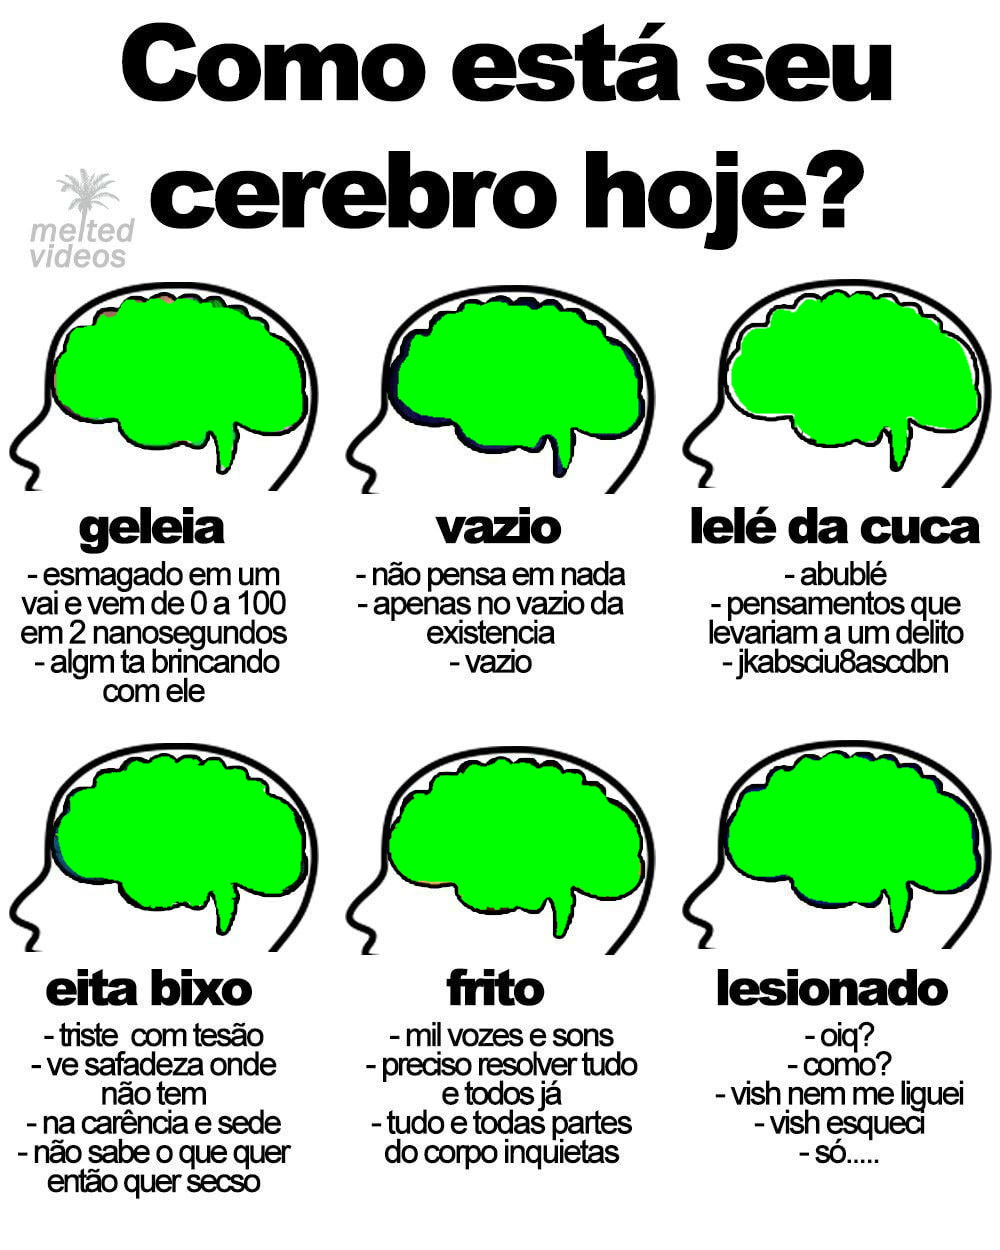 Como está seu
cerebro hoje?
melted
videos
geleia
- esmagado em um
vai e vem de 0 a 100
em 2 nanosegundos
- algm ta brincando
com ele
vazio
- não pensa em nada
- apenas no vazio da
existencia
- vazio
lelé da cuca
- abublé
- pensamentos que
levariam a um delito
- jkabsciu8ascdbn
eita bixo
- triste  com tesão
- ve safadeza onde
não tem
- na carência e sede
- não sabe o que quer
então quer secso
frito
- mil vozes e sons
- preciso resolver tudo
e todos já
- tudo e todas partes
do corpo inquietas
lesionado
- oiq?
- como?
- vish nem me liguei
- vish esqueci
- só.....